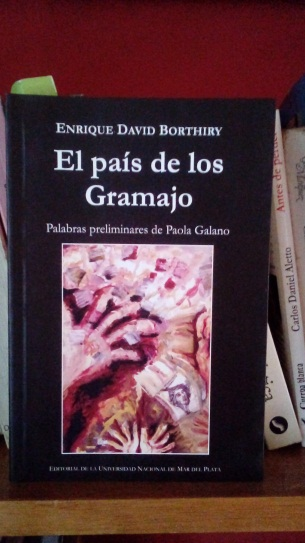 ENRIQUE DAVID BORTHIRY
El país de los
Gramajo
Palabras preliminares de Paola Galano
EDITORIAL DE LA UNIVERSIDAD NACIONAL DE MAR DEL PLATA
Antes de
Carlos Daniel Aletto